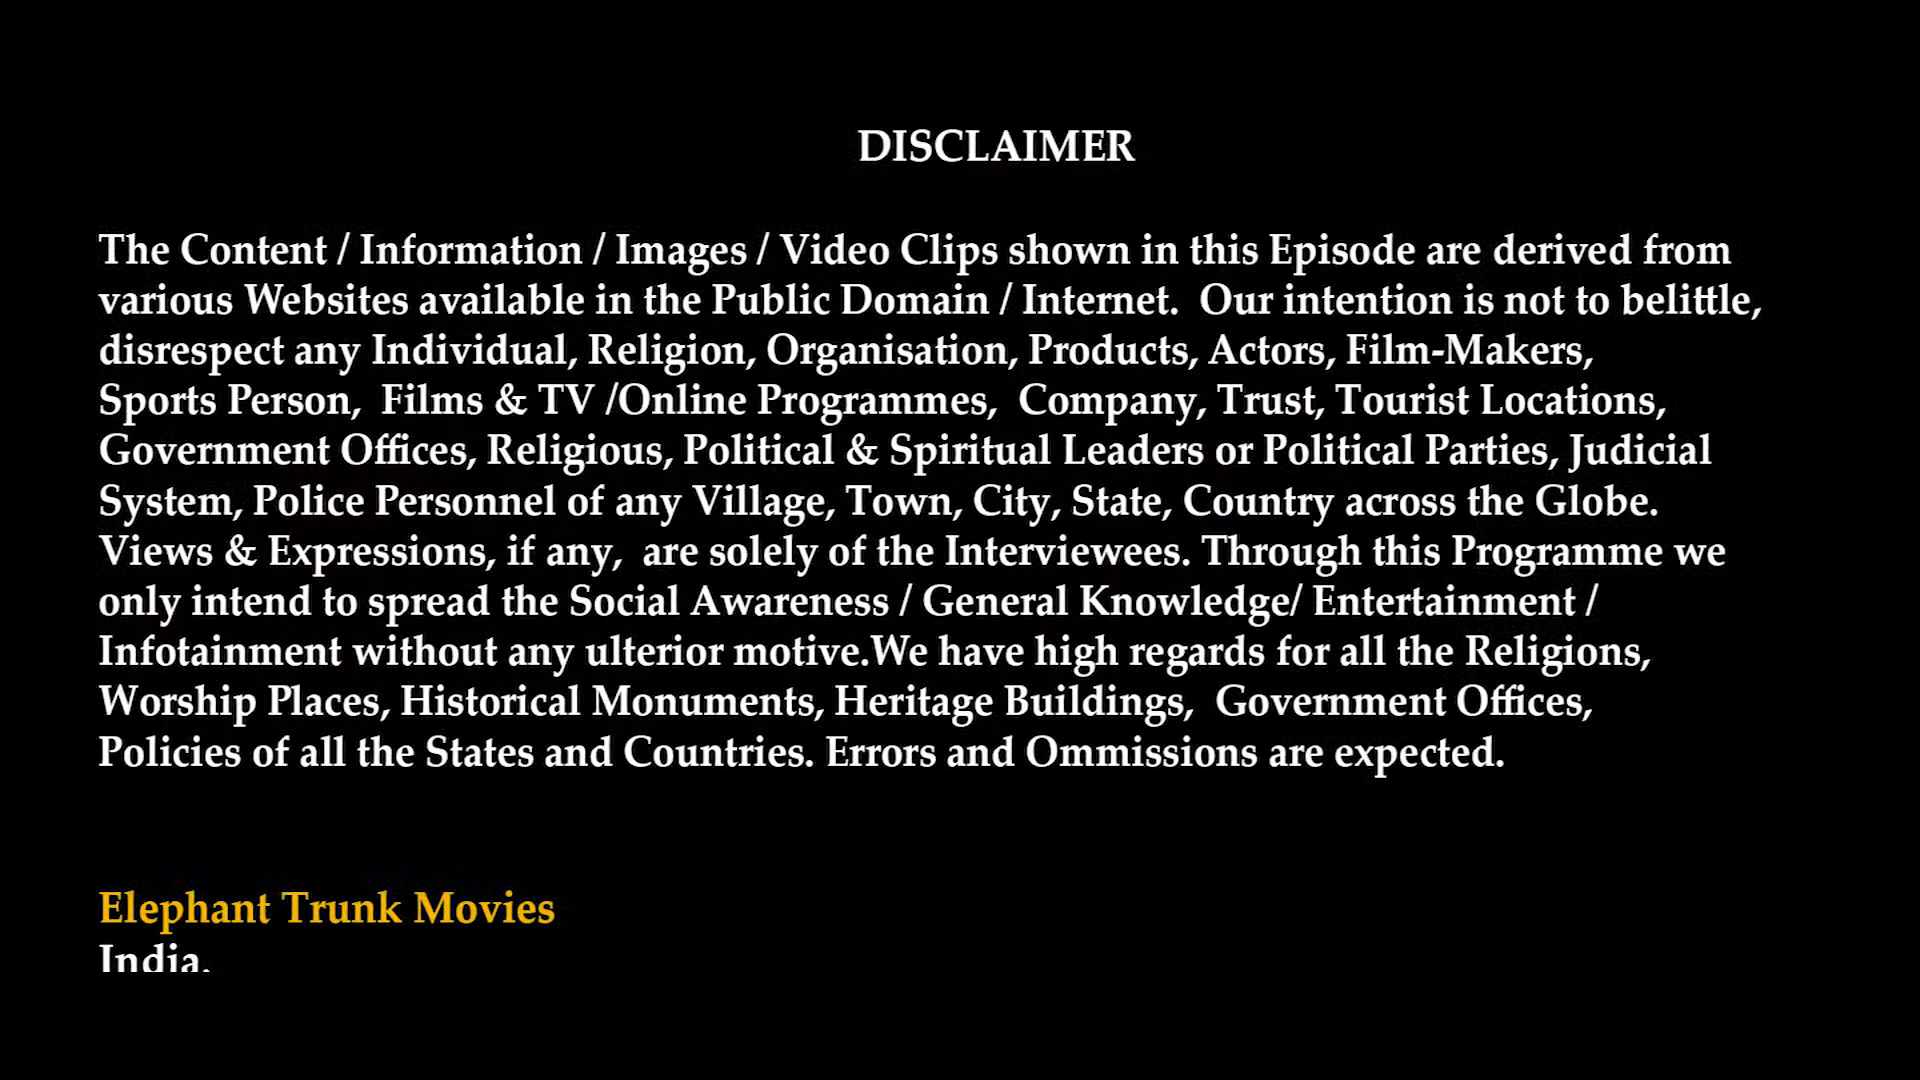 DISCLAIMER
The Content / Information / Images / Video Clips shown in this Episode are derived from
various Websites available in the Public Domain / Internet.  Our intention is not to belittle,
disrespect any Individual, Religion, Organisation, Products, Actors, Film-Makers,
Sports Person,  Films & TV /Online Programmes,  Company, Trust, Tourist Locations,
Government Offices, Religious, Political & Spiritual Leaders or Political Parties, Judicial
System, Police Personnel of any Village, Town, City, State, Country across the Globe.
Views & Expressions, if any,  are solely of the Interviewees. Through this Programme we
only intend to spread the Social Awareness / General Knowledge/ Entertainment /
Infotainment without any ulterior motive.We have high regards for all the Religions,
Worship Places, Historical Monuments, Heritage Buildings,  Government Offices,
Policies of all the States and Countries. Errors and Ommissions are expected.
Elephant Trunk Movies
India.